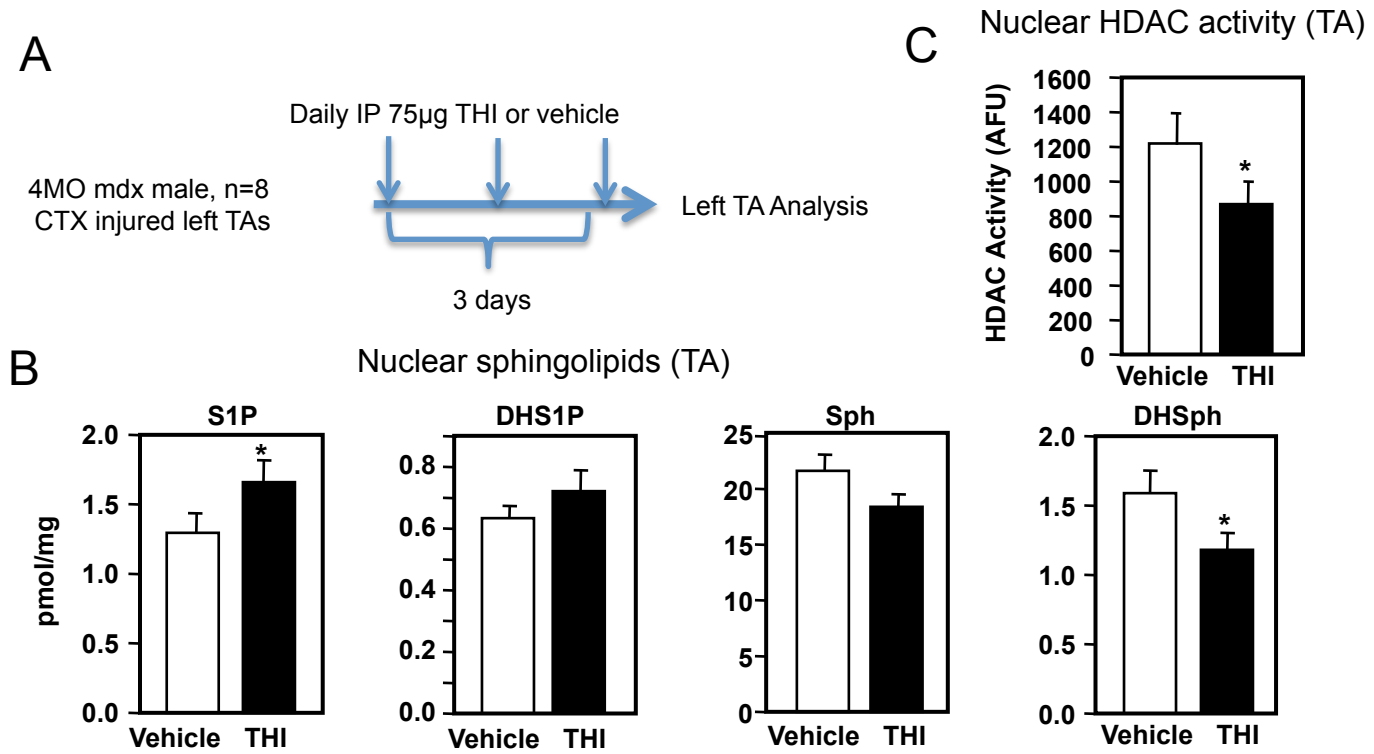 A
Daily IP 75µg THI or vehicle
4MO mdx male, n=8
CTX injured left TAs
Left TA Analysis
3 days
C
Nuclear HDAC activity (TA)
HDAC Activity (AFU)
1600
1400
1200
1000
800
600
400
200
0
*
Vehicle THI
B
Nuclear sphingolipids (TA)
S1P
pmol/mg
2.0
1.5
1.0
0.5
0.0
*
Vehicle THI
DHS1P
0.8
0.6
0.4
0.2
0.0
Vehicle THI
Sph
25
20
15
10
5
0
Vehicle THI
DHSph
2.0
1.5
1.0
0.5
0.0
*
Vehicle THI